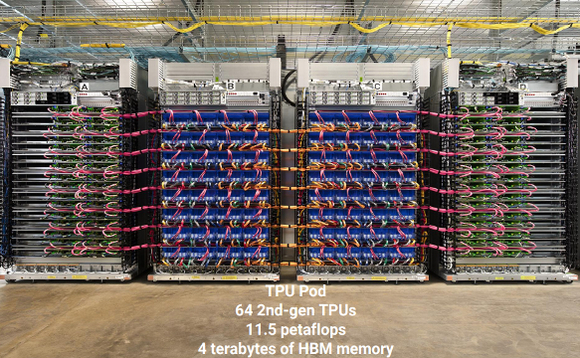 A
B
C
D
TPU Pod
64 2nd-gen TPUs
11.5 petaflops
4 terabytes of HBM memory